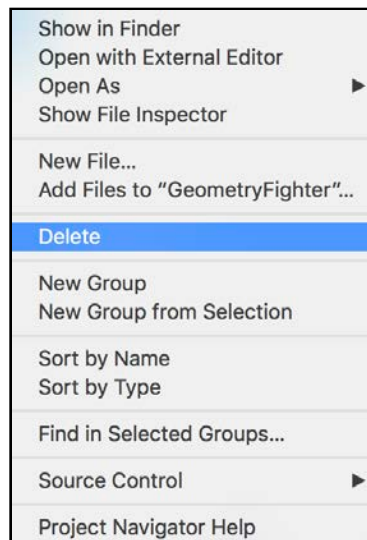 Show in Finder
Open with External Editor
Open As
Show File Inspector
New File...
Add Files to “GeometryFighter”...
Delete
New Group
New Group from Selection
Sort by Name
Sort by Type
Find in Selected Groups...
Source Control
Project Navigator Help